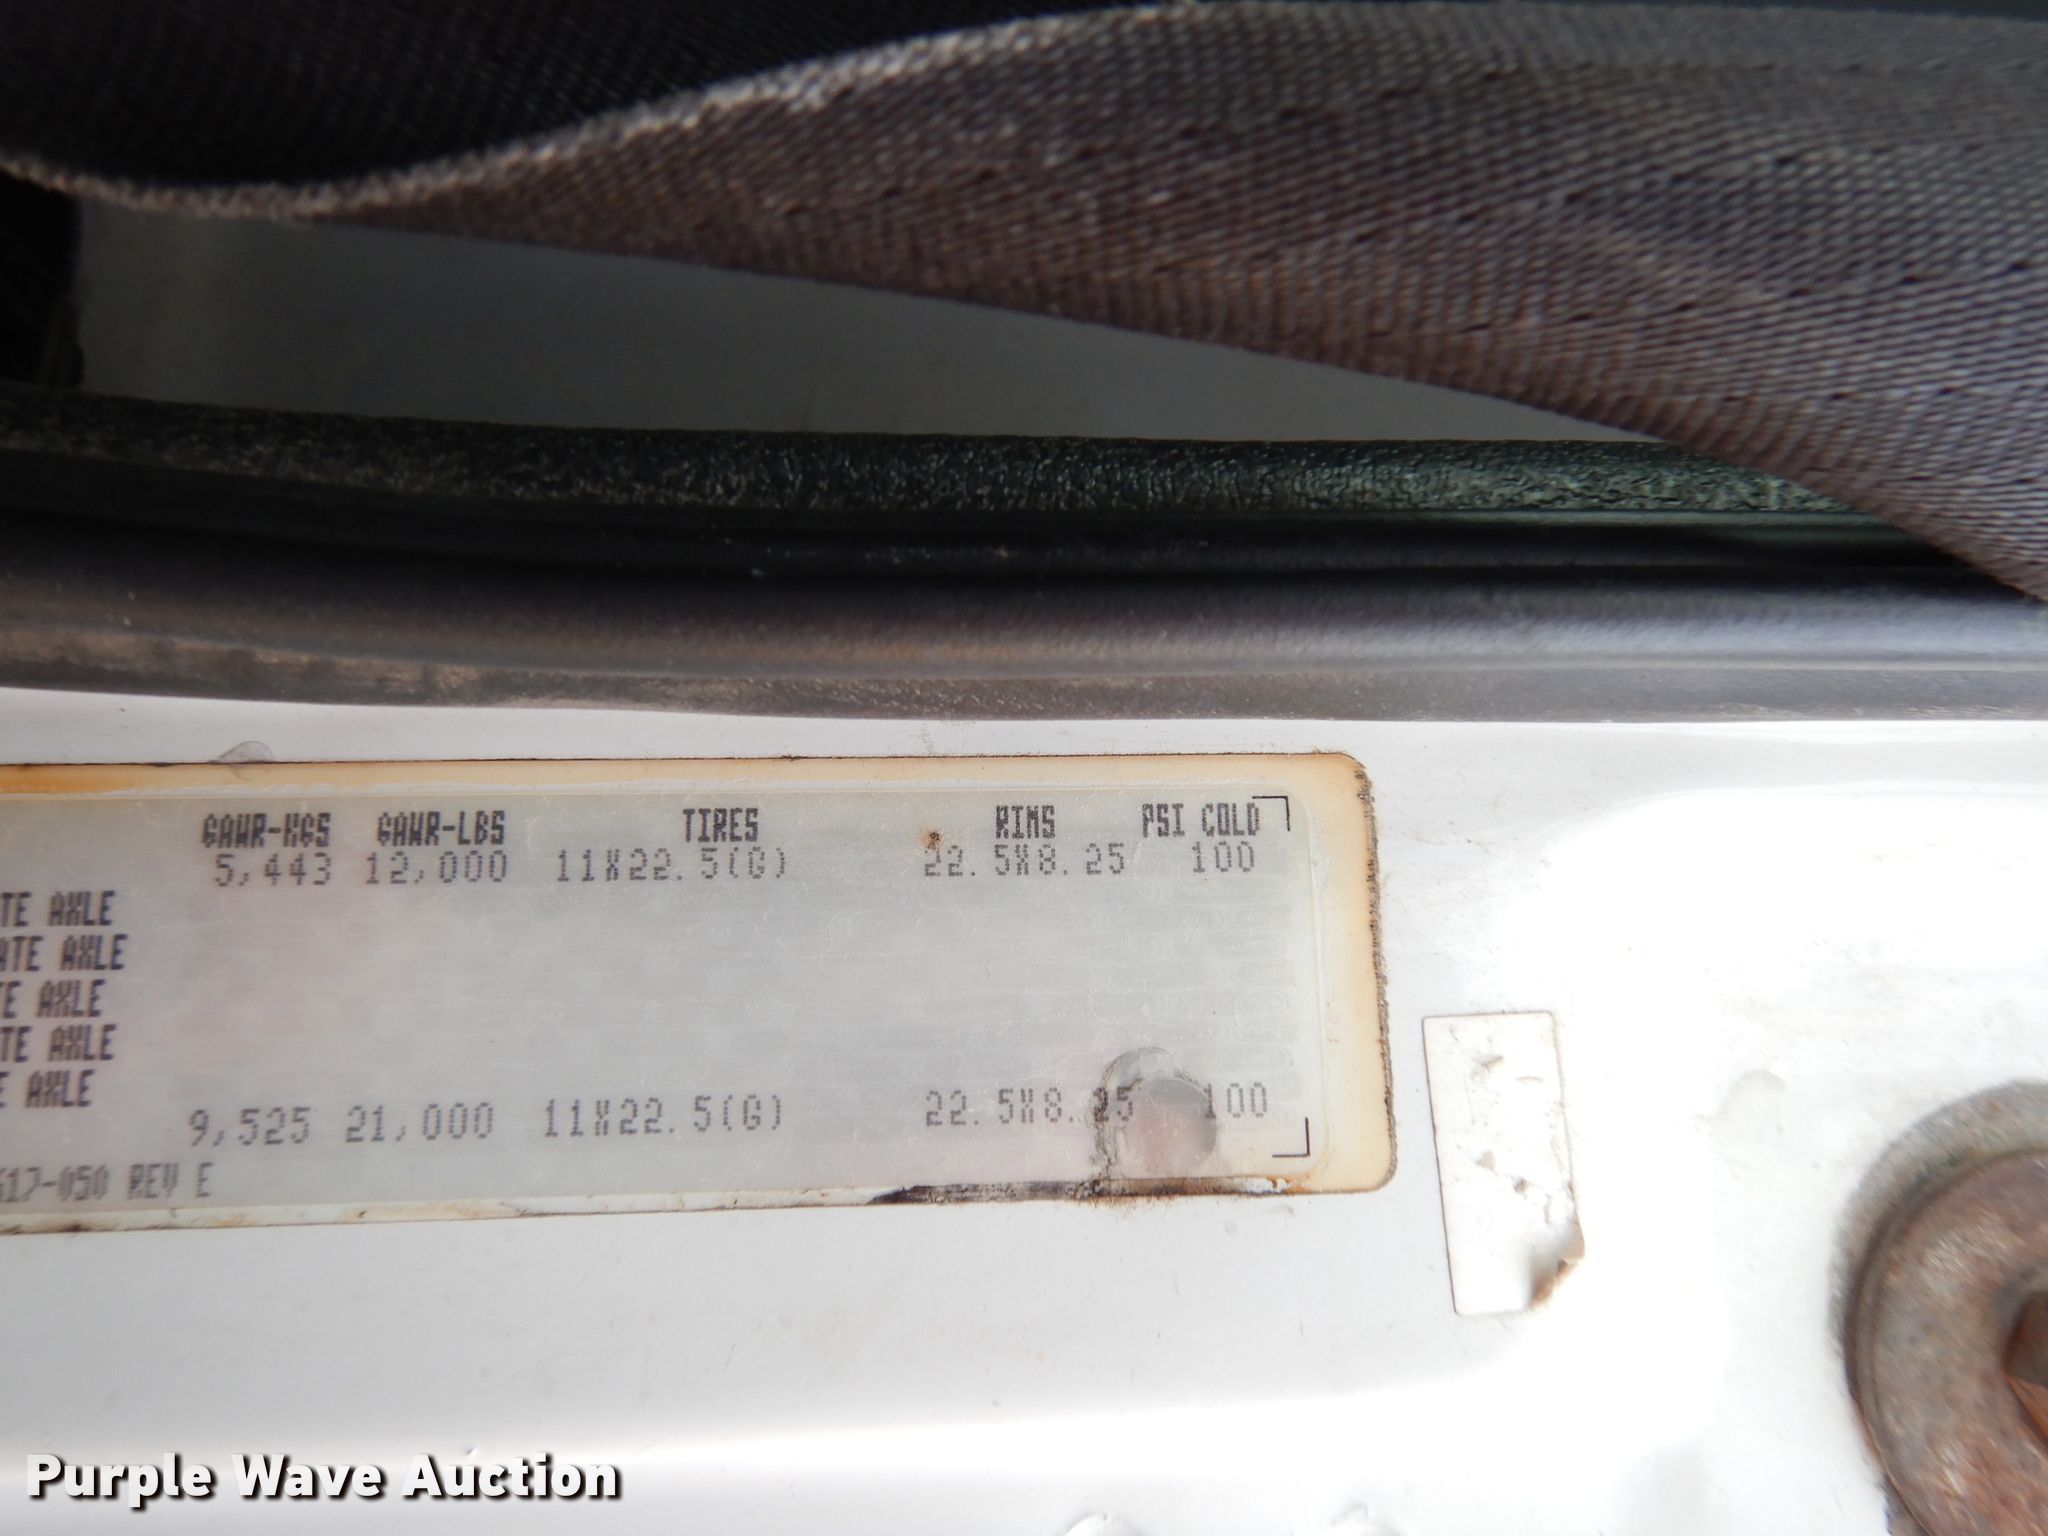 GAWR-KGS GAWR-LBS TIRES RIMS PSI COLD
5,443 12,000 11X22.5(G) 22.5X8.25 100
TE AXLE
ATE AXLE
TE AXLE
TE AXLE
E AXLE
9,525 21,000 11X22.5(G) 22.5X8.25 100
617-050 REV E
Purple Wave Auction